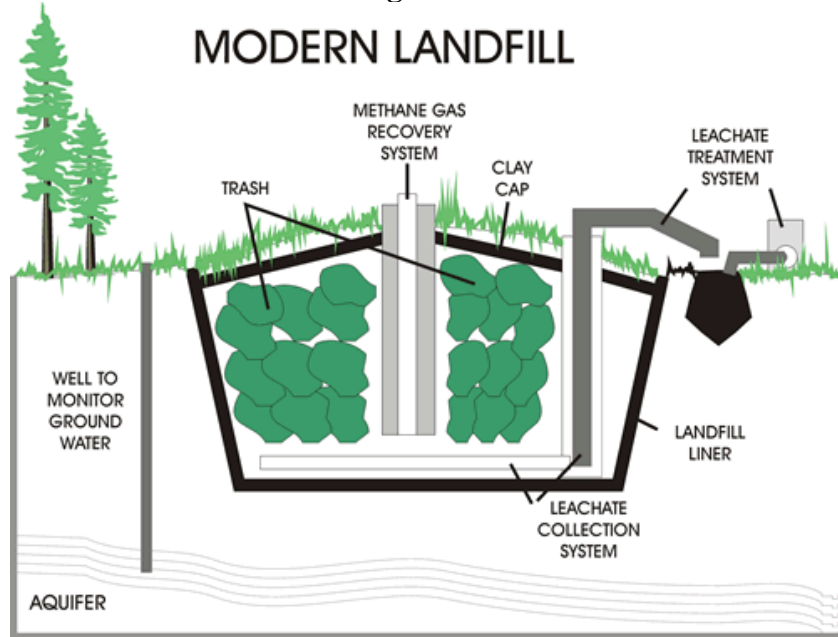 MODERN LANDFILL
METHANE GAS
RECOVERY
SYSTEM
LEACHATE
TREATMENT
SYSTEM
TRASH
CLAY
CAP
WELL TO
MONITOR
GROUND
WATER
LANDFILL
LINER
LEACHATE
COLLECTION
SYSTEM
AQUIFER